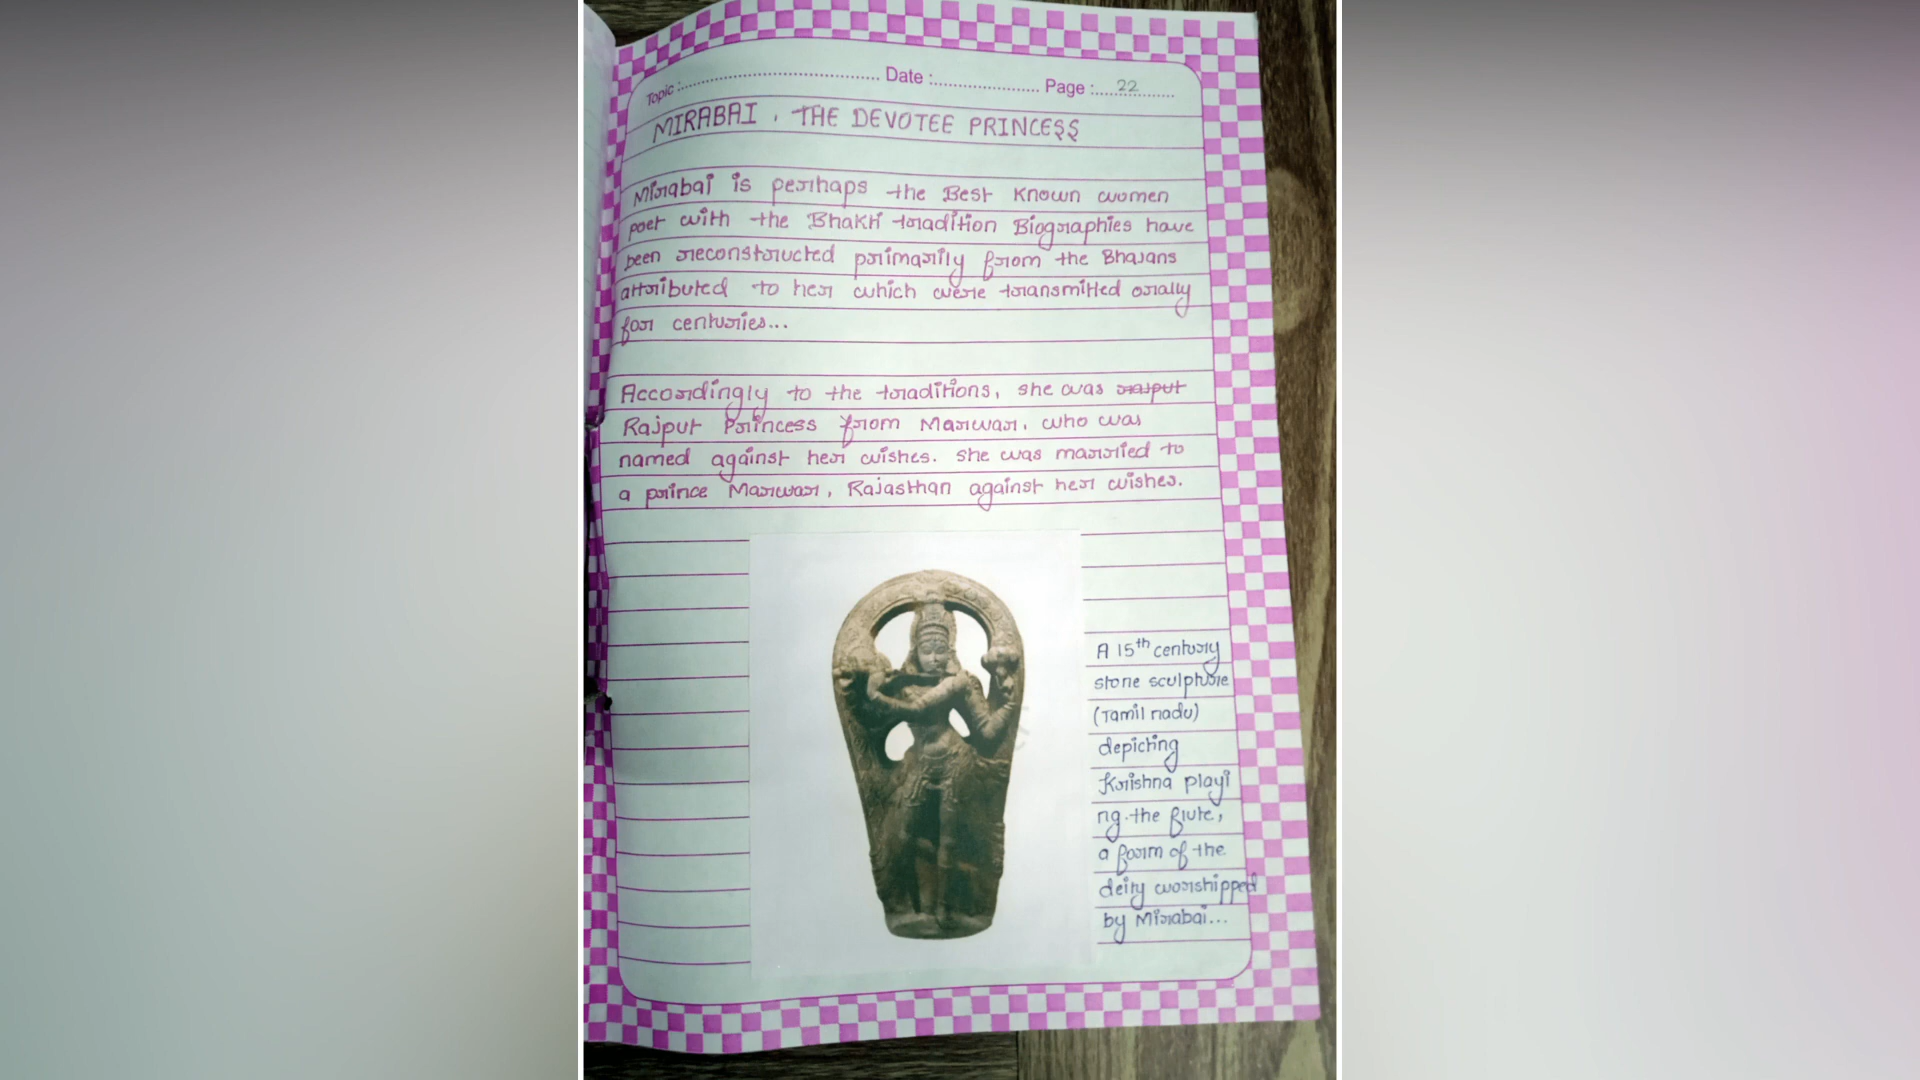 Topic : Date : Page : 22
MIRABAI , THE DEVOTEE PRINCESS
Mirabai is perhaps the Best Known women
poet with the Bhakti tradition Biographies have
been reconstructed primarily from the Bhajans
attributed to her which were transmitted orally
for centuries...
Accordingly to the traditions, she was rajput
Rajput Princess from Marwar, who was
named against her wishes. She was married to
a prince Marwar, Rajasthan against her wishes.
A 15th century
stone sculpture
(Tamil nadu)
depicting
Krishna playi
ng the flute,
a form of the
deity worshipped
by Mirabai...